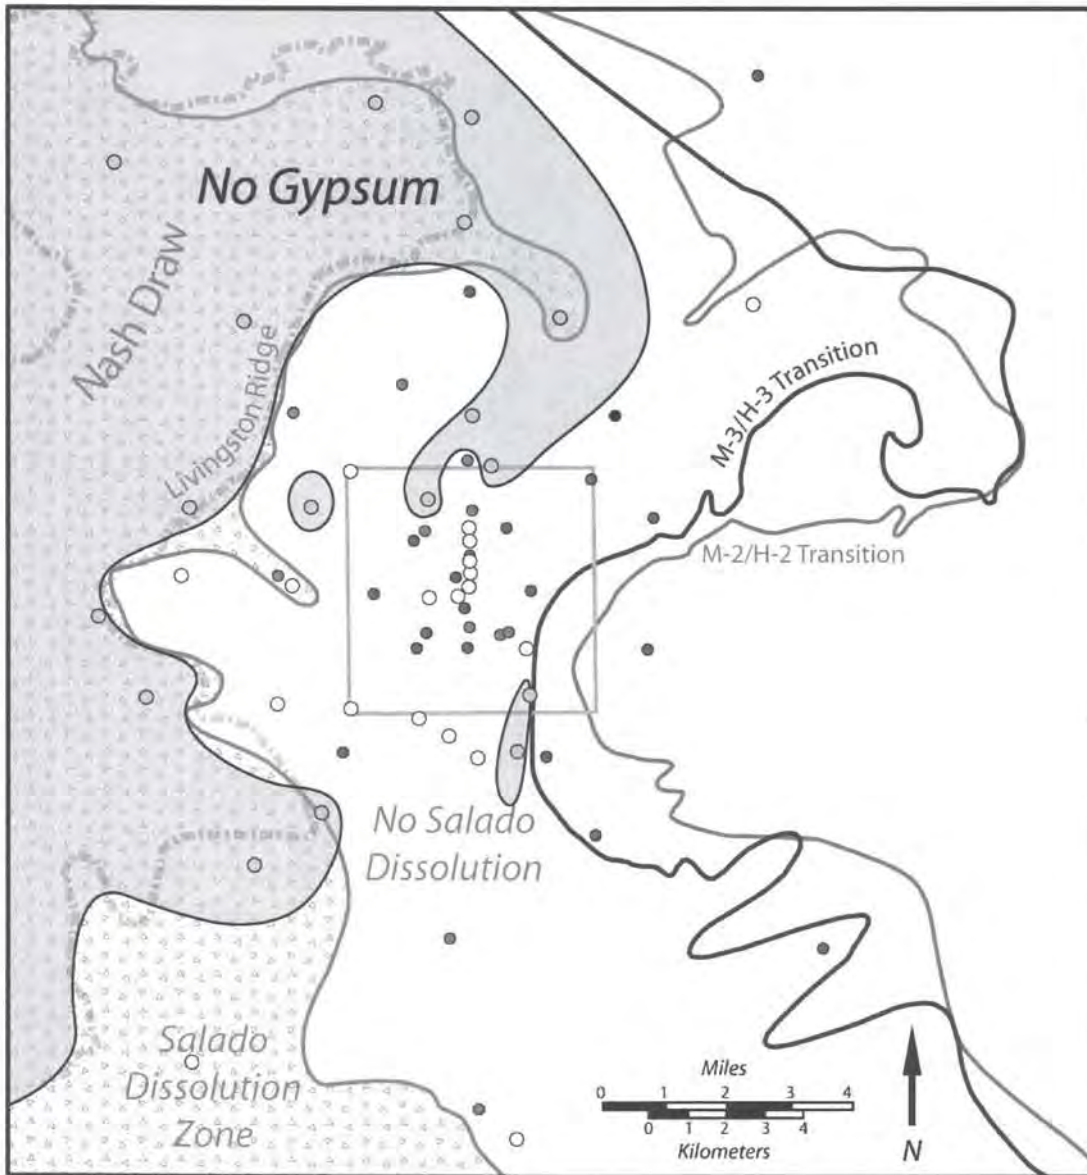 No Gypsum
Nash Draw
Livingston Ridge
M-3/H-3 Transition
M-2/H-2 Transition
No Salado
Dissolution
Salado
Dissolution
Zone
Miles
0 1 2 3 4
0 1 2 3 4
Kilometers
N